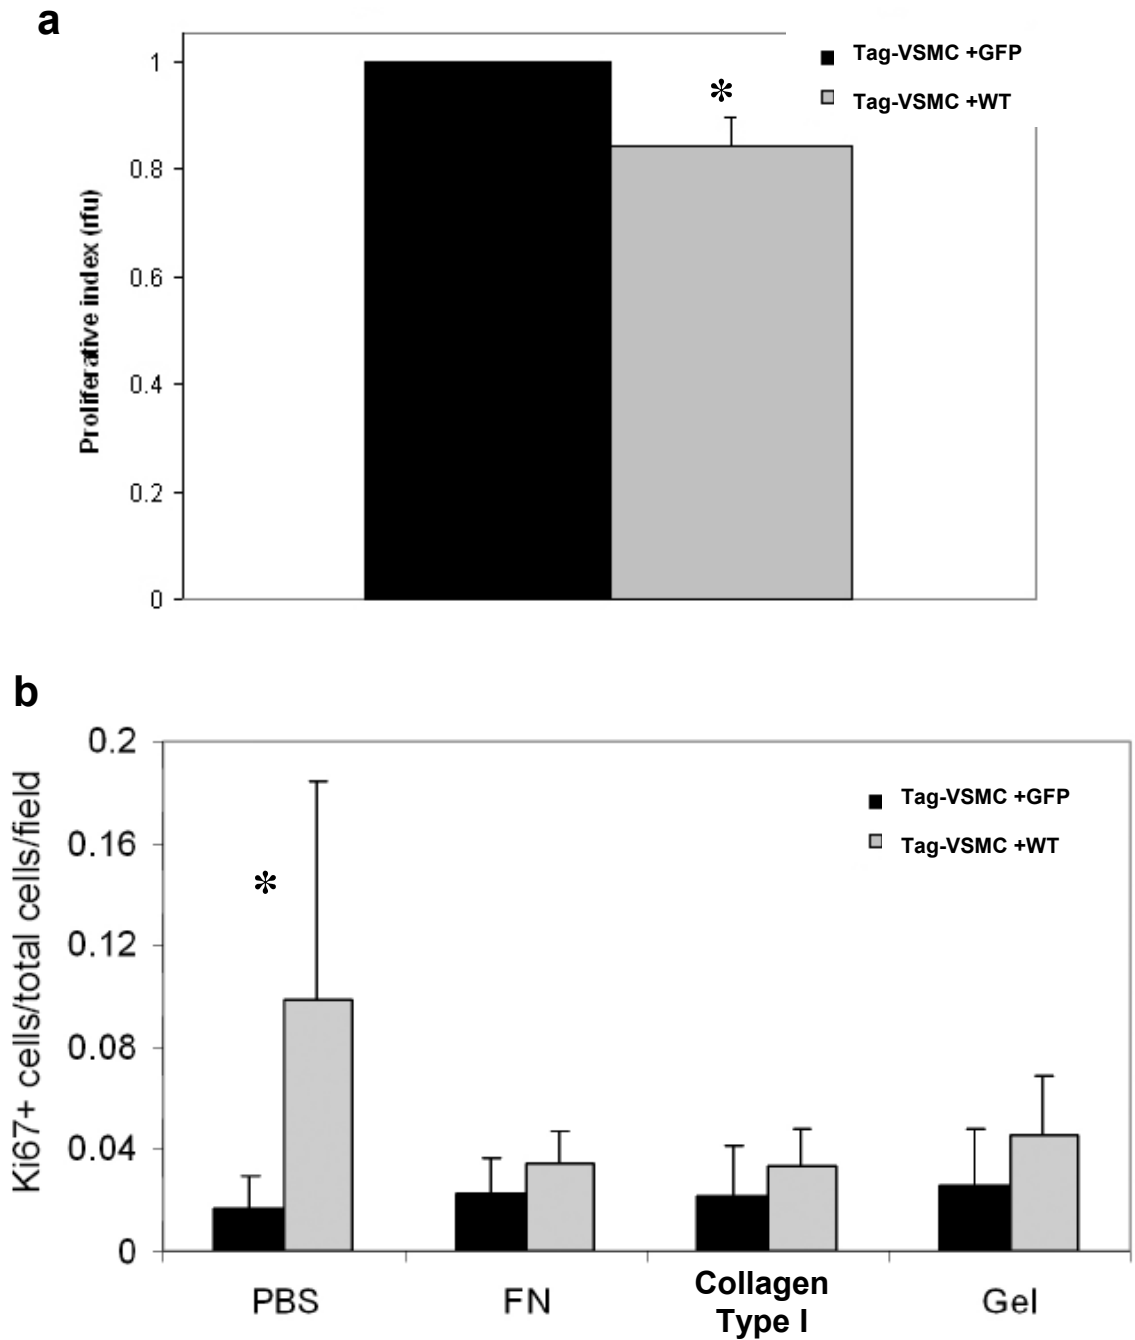 a
Proliferative index (rfu)
1
0.8
0.6
0.4
0.2
0
*
Tag-VSMC +GFP
Tag-VSMC +WT
b
Ki67+ cells/total cells/field
0.2
0.16
0.12
0.08
0.04
0
*
Tag-VSMC +GFP
Tag-VSMC +WT
PBS
FN
Collagen
Type I
Gel